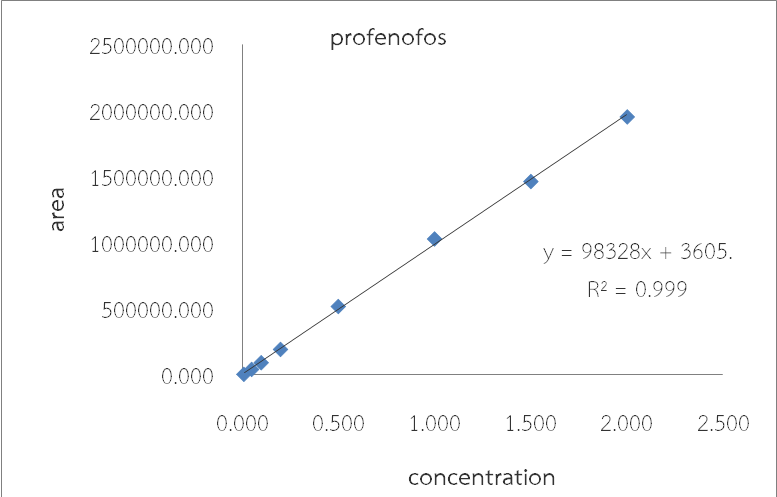 profenofos
2500000.000
2000000.000
1500000.000
1000000.000
500000.000
0.000
area
y = 98328x + 3605.
R² = 0.999
0.000 0.500 1.000 1.500 2.000 2.500
concentration